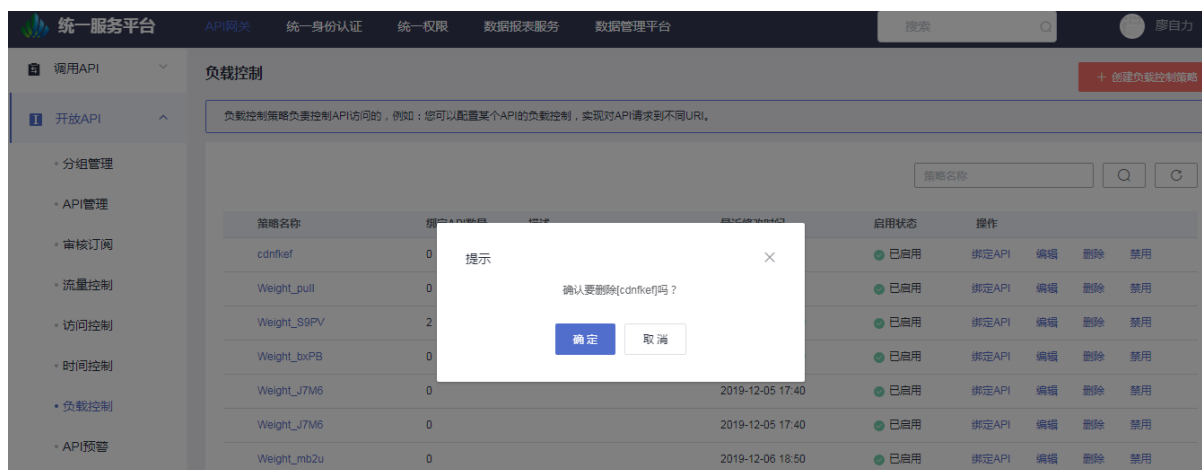 统一服务平台 API网关 统一身份认证 统一权限 数据报表服务 数据管理平台 搜索 廖自力
调用API
负载控制 + 创建负载控制策略
开放API
负载控制策略负责控制API访问的，例如：您可以配置某个API的负载控制，实现对API请求到不同URI。
分组管理
策略名称
API管理
策略名称 绑定API数量 描述 最近修改时间 启用状态 操作
审核订阅
cdnfkef 0 已启用 绑定API 编辑 删除 禁用
提示
流量控制
Weight_pull 0 已启用 绑定API 编辑 删除 禁用
确认要删除[cdnfkef]吗？
访问控制
Weight_S9PV 2 已启用 绑定API 编辑 删除 禁用
确定 取消
时间控制
Weight_bxPB 0 已启用 绑定API 编辑 删除 禁用
Weight_J7M6 0 2019-12-05 17:40 已启用 绑定API 编辑 删除 禁用
负载控制
Weight_J7M6 0 2019-12-05 17:40 已启用 绑定API 编辑 删除 禁用
API预警
Weight_mb2u 0 2019-12-06 18:50 已启用 绑定API 编辑 删除 禁用